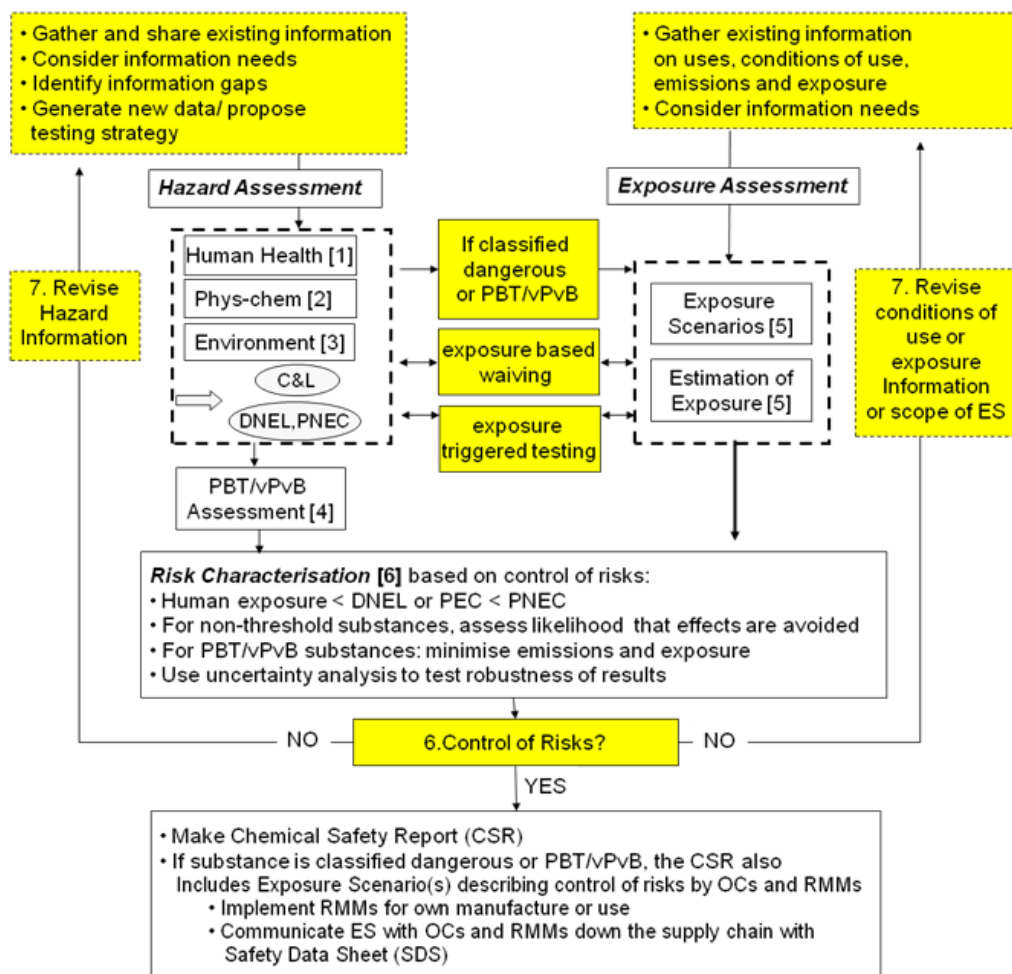 • Gather and share existing information
• Consider information needs
• Identify information gaps
• Generate new data/ propose
testing strategy
• Gather existing information
on uses, conditions of use,
emissions and exposure
• Consider information needs
Hazard Assessment
Exposure Assessment
7. Revise
Hazard
Information
Human Health [1]
Phys-chem [2]
Environment [3]
C&L
DNEL,PNEC
If classified
dangerous
or PBT/vPvB
exposure based
waiving
exposure
triggered testing
Exposure
Scenarios [5]
Estimation of
Exposure [5]
7. Revise
conditions of
use or
exposure
Information
or scope of ES
PBT/vPvB
Assessment [4]
Risk Characterisation [6] based on control of risks:
• Human exposure < DNEL or PEC < PNEC
• For non-threshold substances, assess likelihood that effects are avoided
• For PBT/vPvB substances: minimise emissions and exposure
• Use uncertainty analysis to test robustness of results
NO
6.Control of Risks?
NO
YES
• Make Chemical Safety Report (CSR)
• If substance is classified dangerous or PBT/vPvB, the CSR also
Includes Exposure Scenario(s) describing control of risks by OCs and RMMs
• Implement RMMs for own manufacture or use
• Communicate ES with OCs and RMMs down the supply chain with
Safety Data Sheet (SDS)